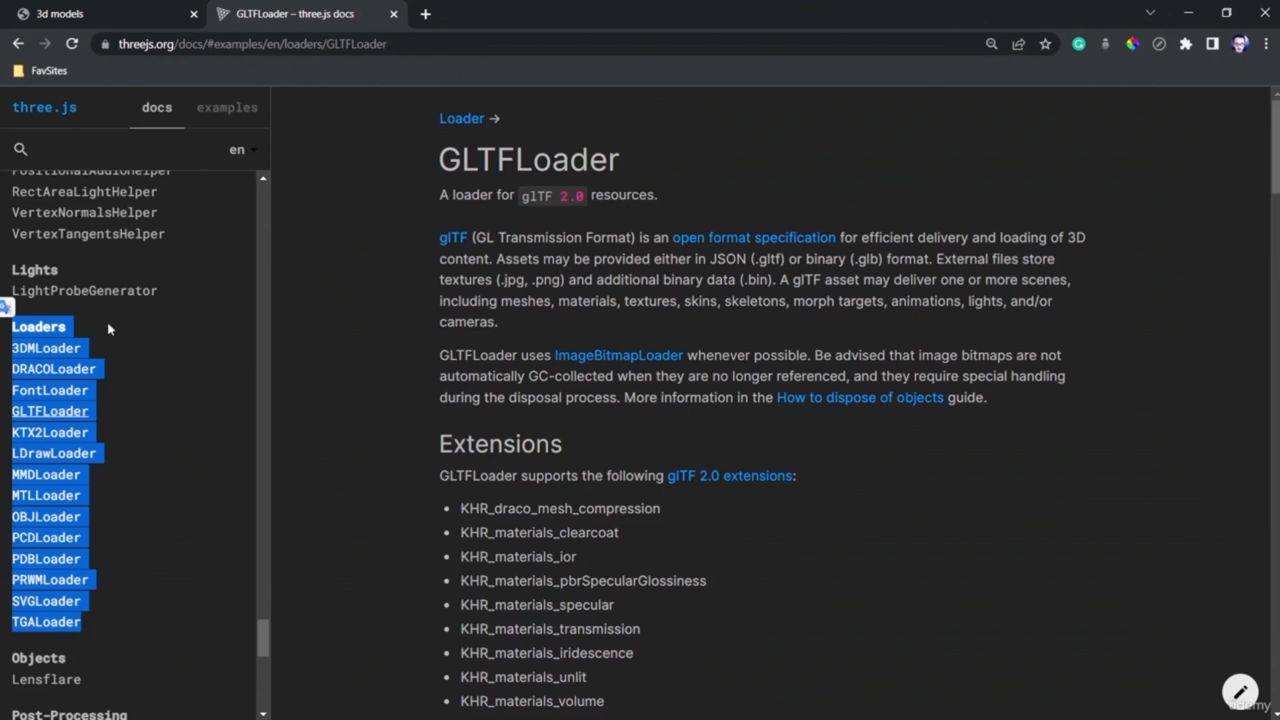 3d models
GLTFLoader – three.js docs
threejs.org/docs/#examples/en/loaders/GLTFLoader
FavSites
three.js
docs
examples
en
PositionalAudioHelper
RectAreaLightHelper
VertexNormalsHelper
VertexTangentsHelper
Lights
LightProbeGenerator
Loaders
3DMLoader
DRACOLoader
FontLoader
GLTFLoader
KTX2Loader
LDrawLoader
MMDLoader
MTLLoader
OBJLoader
PCDLoader
PDBLoader
PRWMLoader
SVGLoader
TGALoader
Objects
Lensflare
Post-Processing
Loader →
GLTFLoader
A loader for glTF 2.0 resources.
glTF (GL Transmission Format) is an open format specification for efficient delivery and loading of 3D
content. Assets may be provided either in JSON (.gltf) or binary (.glb) format. External files store
textures (.jpg, .png) and additional binary data (.bin). A glTF asset may deliver one or more scenes,
including meshes, materials, textures, skins, skeletons, morph targets, animations, lights, and/or
cameras.
GLTFLoader uses ImageBitmapLoader whenever possible. Be advised that image bitmaps are not
automatically GC-collected when they are no longer referenced, and they require special handling
during the disposal process. More information in the How to dispose of objects guide.
Extensions
GLTFLoader supports the following glTF 2.0 extensions:
• KHR_draco_mesh_compression
• KHR_materials_clearcoat
• KHR_materials_ior
• KHR_materials_pbrSpecularGlossiness
• KHR_materials_specular
• KHR_materials_transmission
• KHR_materials_iridescence
• KHR_materials_unlit
• KHR_materials_volume
udemy